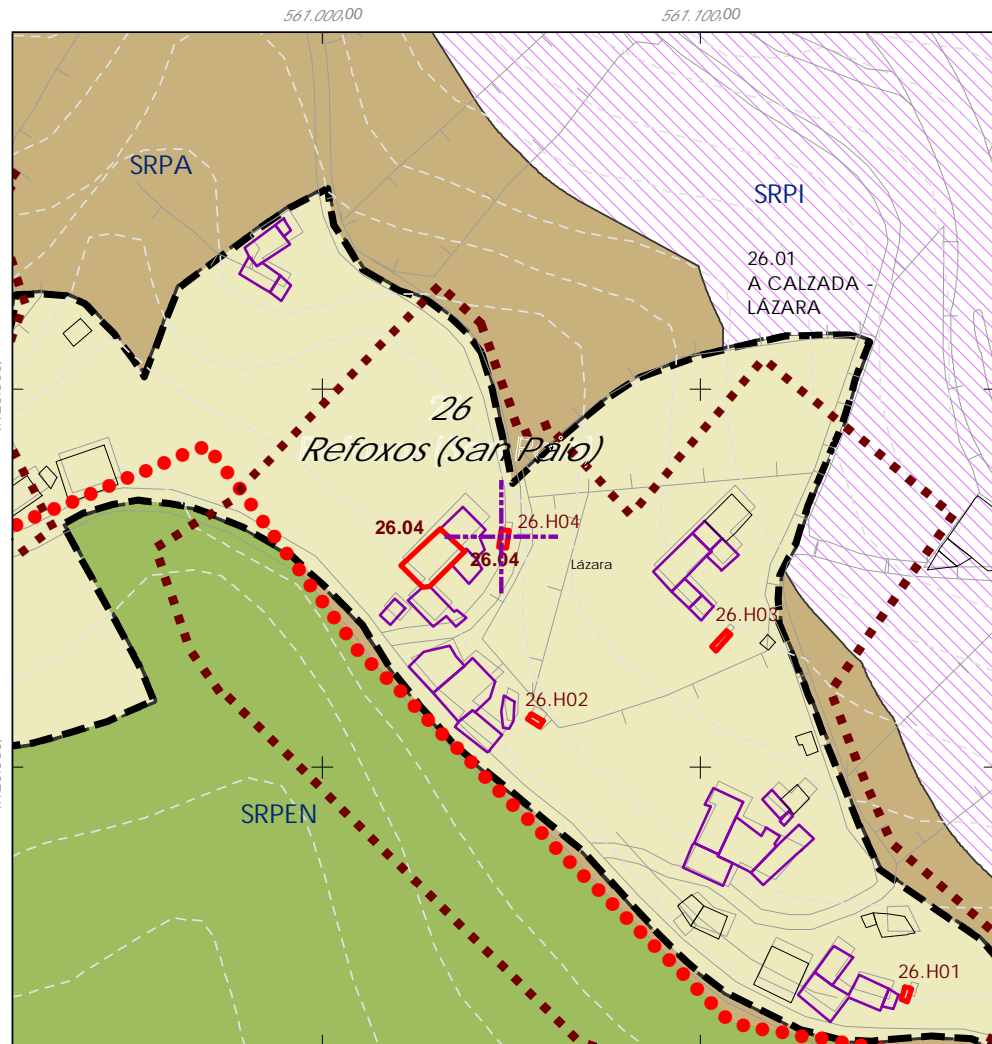 561.000,00
561.100,00
SRPA
SRPI
26.01
A CALZADA -
LÁZARA
26
Refoxos (San Paio)
26.04
26.H04
26.04
Lázara
26.H03
26.H02
SRPEN
26.H01